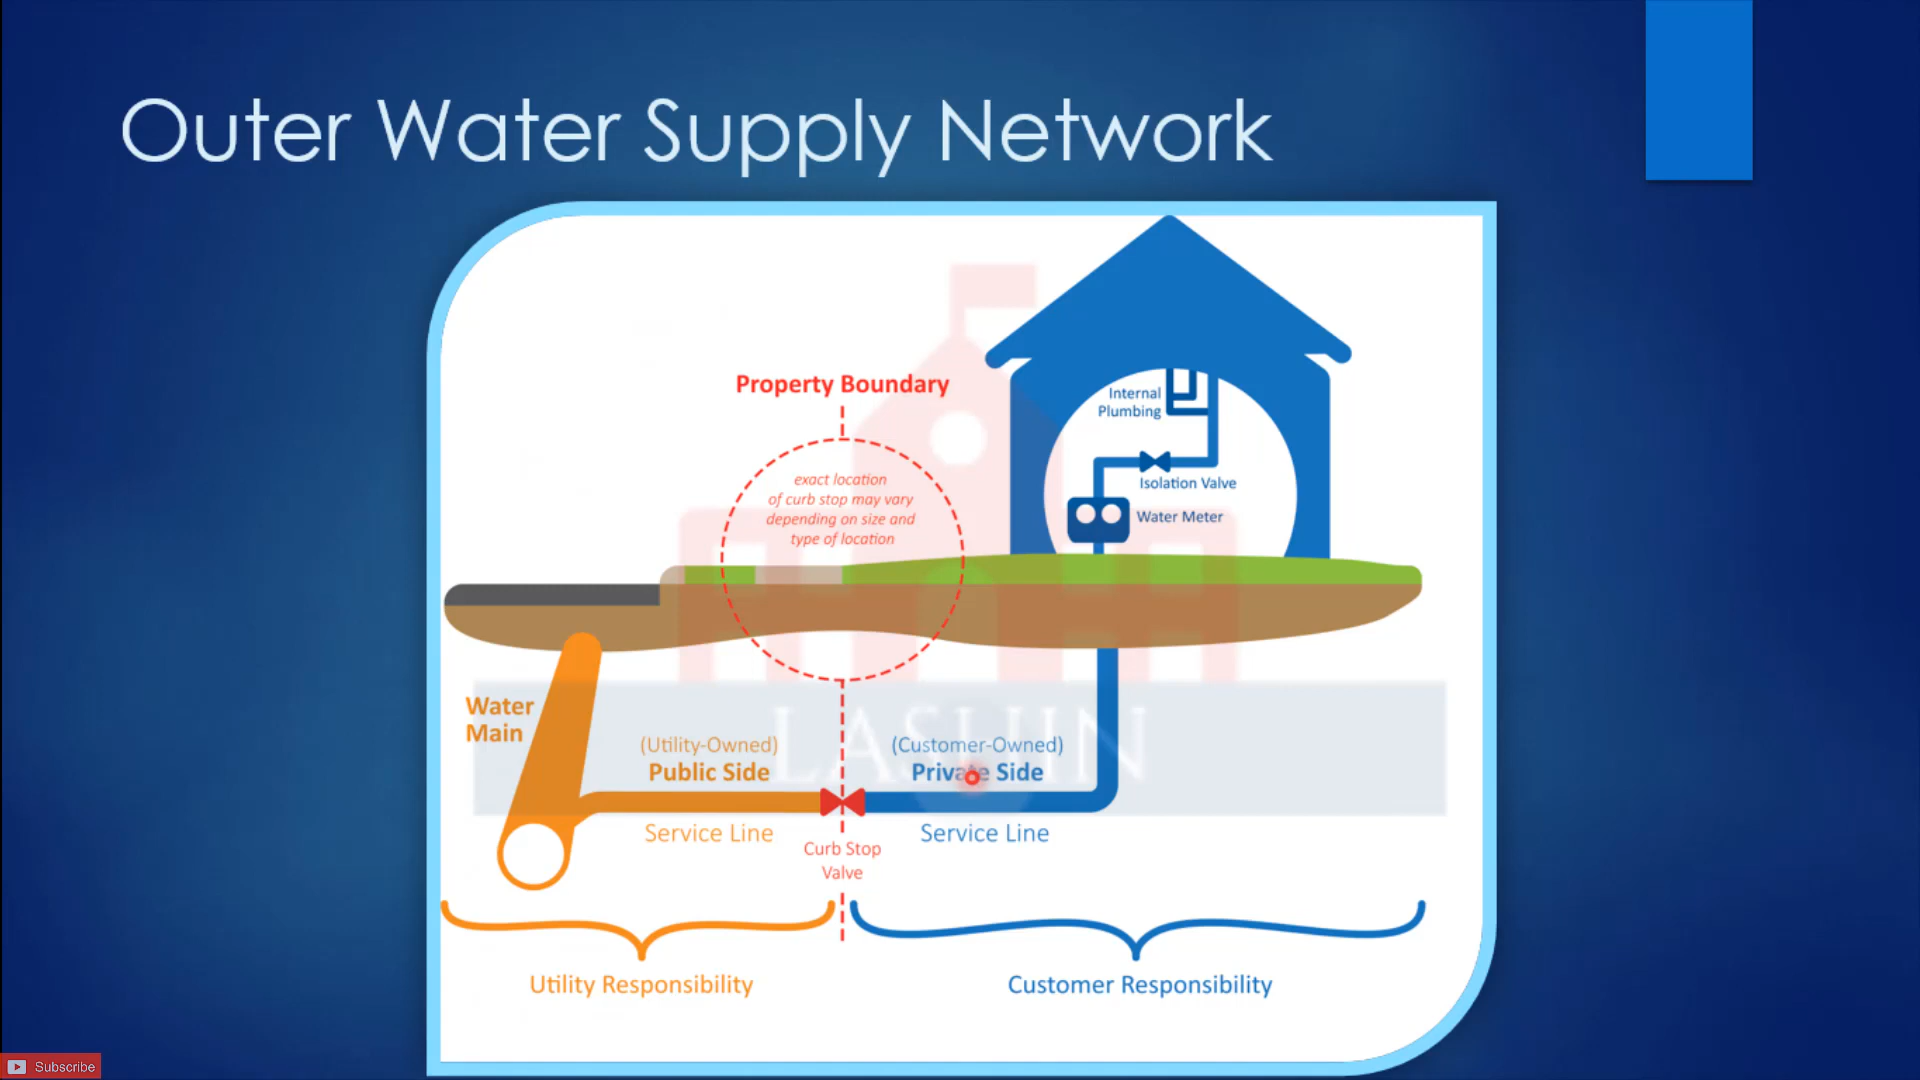 Outer Water Supply Network
Property Boundary
exact location
of curb stop may vary
depending on size and
type of location
Internal
Plumbing
Isolation Valve
Water Meter
Water
Main
(Utility-Owned)
Public Side
Service Line
(Customer-Owned)
Private Side
Service Line
Curb Stop
Valve
Utility Responsibility
Customer Responsibility
LASHIN
Subscribe